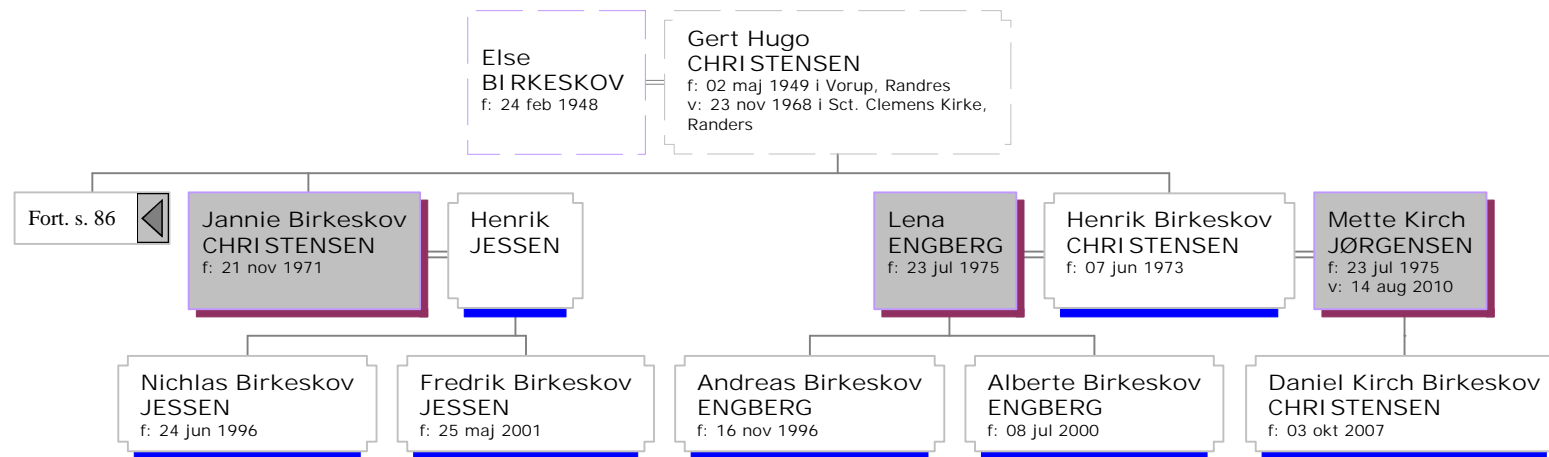 Else
BIRKESKOV
f: 24 feb 1948
Gert Hugo
CHRISTENSEN
f: 02 maj 1949 i Vorup, Randres
v: 23 nov 1968 i Sct. Clemens Kirke,
Randers
Fort. s. 86
Jannie Birkeskov
CHRISTENSEN
f: 21 nov 1971
Henrik
JESSEN
Lena
ENGBERG
f: 23 jul 1975
Henrik Birkeskov
CHRISTENSEN
f: 07 jun 1973
Mette Kirch
JØRGENSEN
f: 23 jul 1975
v: 14 aug 2010
Nichlas Birkeskov
JESSEN
f: 24 jun 1996
Fredrik Birkeskov
JESSEN
f: 25 maj 2001
Andreas Birkeskov
ENGBERG
f: 16 nov 1996
Alberte Birkeskov
ENGBERG
f: 08 jul 2000
Daniel Kirch Birkeskov
CHRISTENSEN
f: 03 okt 2007